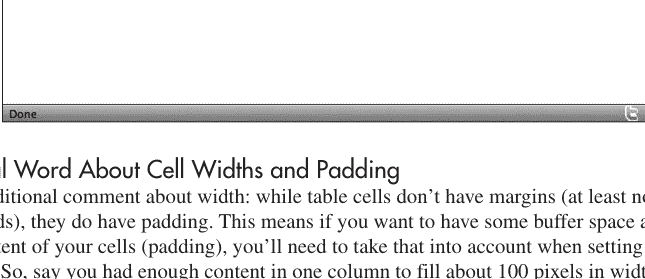 Done
l Word About Cell Widths and Padding
ditional comment about width: while table cells don't have margins (at least no
ds), they do have padding. This means if you want to have some buffer space a
tent of your cells (padding), you'll need to take that into account when setting
So, say you had enough content in one column to fill about 100 pixels in widt